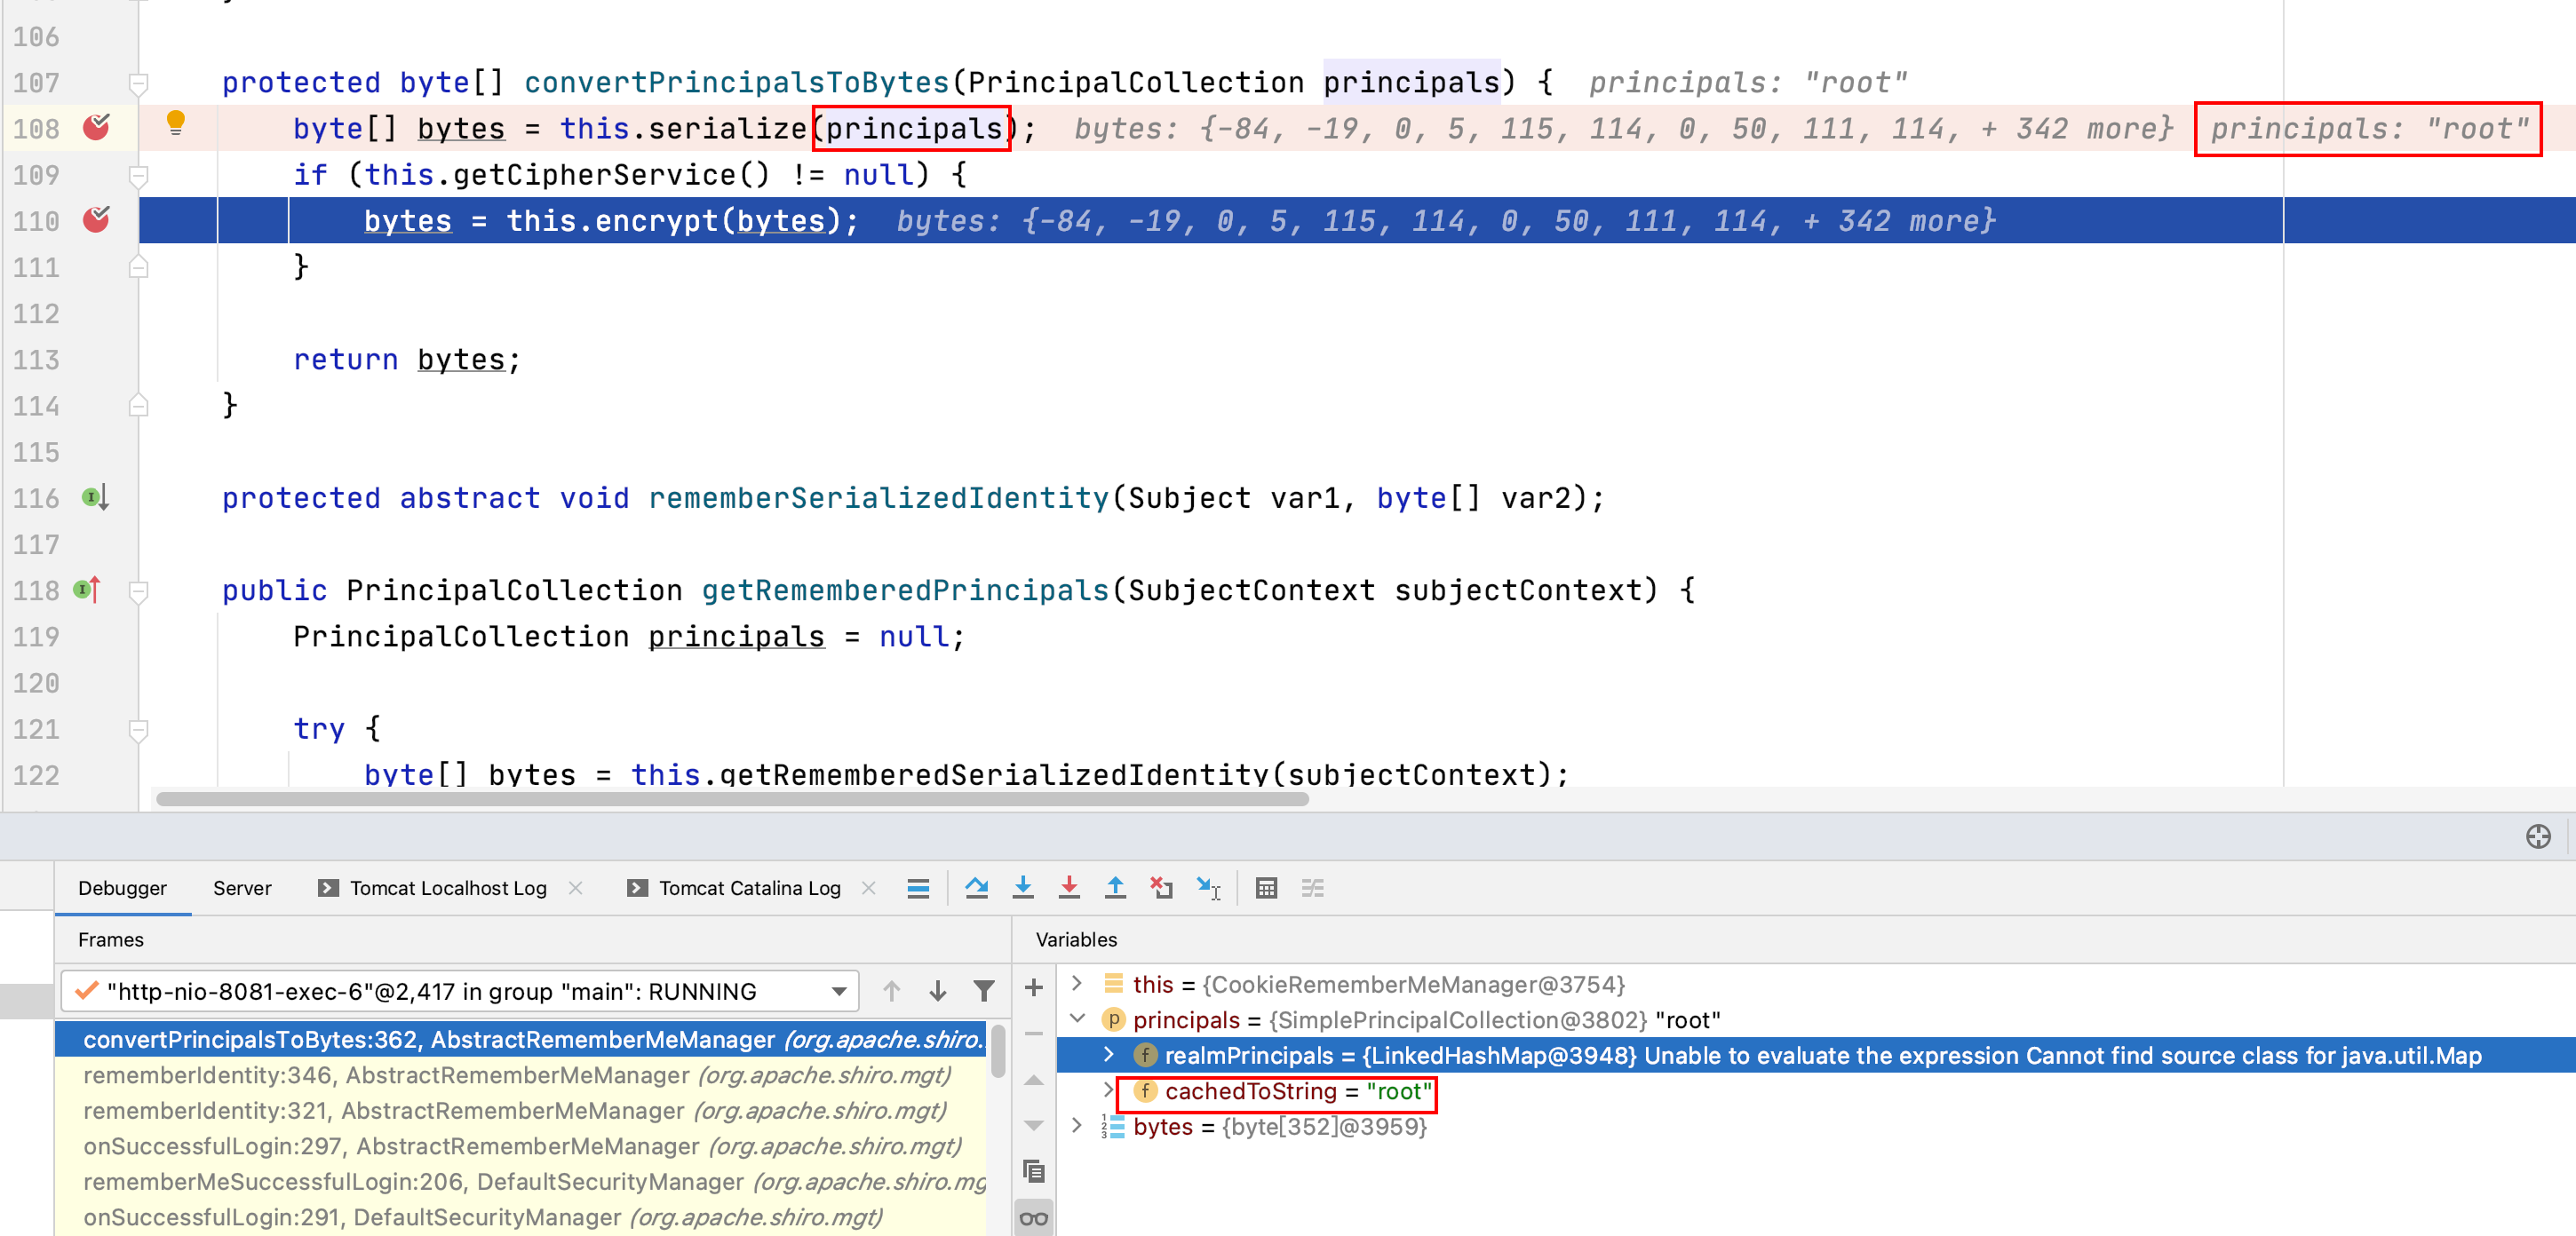 106
107 protected byte[] convertPrincipalsToBytes(PrincipalCollection principals) { principals: "root"
108 byte[] bytes = this.serialize(principals); bytes: {-84, -19, 0, 5, 115, 114, 0, 50, 111, 114, + 342 more} principals: "root"
109 if (this.getCipherService() != null) {
110 bytes = this.encrypt(bytes); bytes: {-84, -19, 0, 5, 115, 114, 0, 50, 111, 114, + 342 more}
111 }
112
113 return bytes;
114 }
115
116 protected abstract void rememberSerializedIdentity(Subject var1, byte[] var2);
117
118 public PrincipalCollection getRememberedPrincipals(SubjectContext subjectContext) {
119 PrincipalCollection principals = null;
120
121 try {
122 byte[] bytes = this.getRememberedSerializedIdentity(subjectContext);
Debugger Server Tomcat Localhost Log Tomcat Catalina Log
Frames
"http-nio-8081-exec-6"@2,417 in group "main": RUNNING
convertPrincipalsToBytes:362, AbstractRememberMeManager (org.apache.shiro.
rememberIdentity:346, AbstractRememberMeManager (org.apache.shiro.mgt)
rememberIdentity:321, AbstractRememberMeManager (org.apache.shiro.mgt)
onSuccessfulLogin:297, AbstractRememberMeManager (org.apache.shiro.mgt)
rememberMeSuccessfulLogin:206, DefaultSecurityManager (org.apache.shiro.mg
onSuccessfulLogin:291, DefaultSecurityManager (org.apache.shiro.mgt)
Variables
this = {CookieRememberMeManager@3754}
principals = {SimplePrincipalCollection@3802} "root"
realmPrincipals = {LinkedHashMap@3948} Unable to evaluate the expression Cannot find source class for java.util.Map
cachedToString = "root"
bytes = {byte[352]@3959}